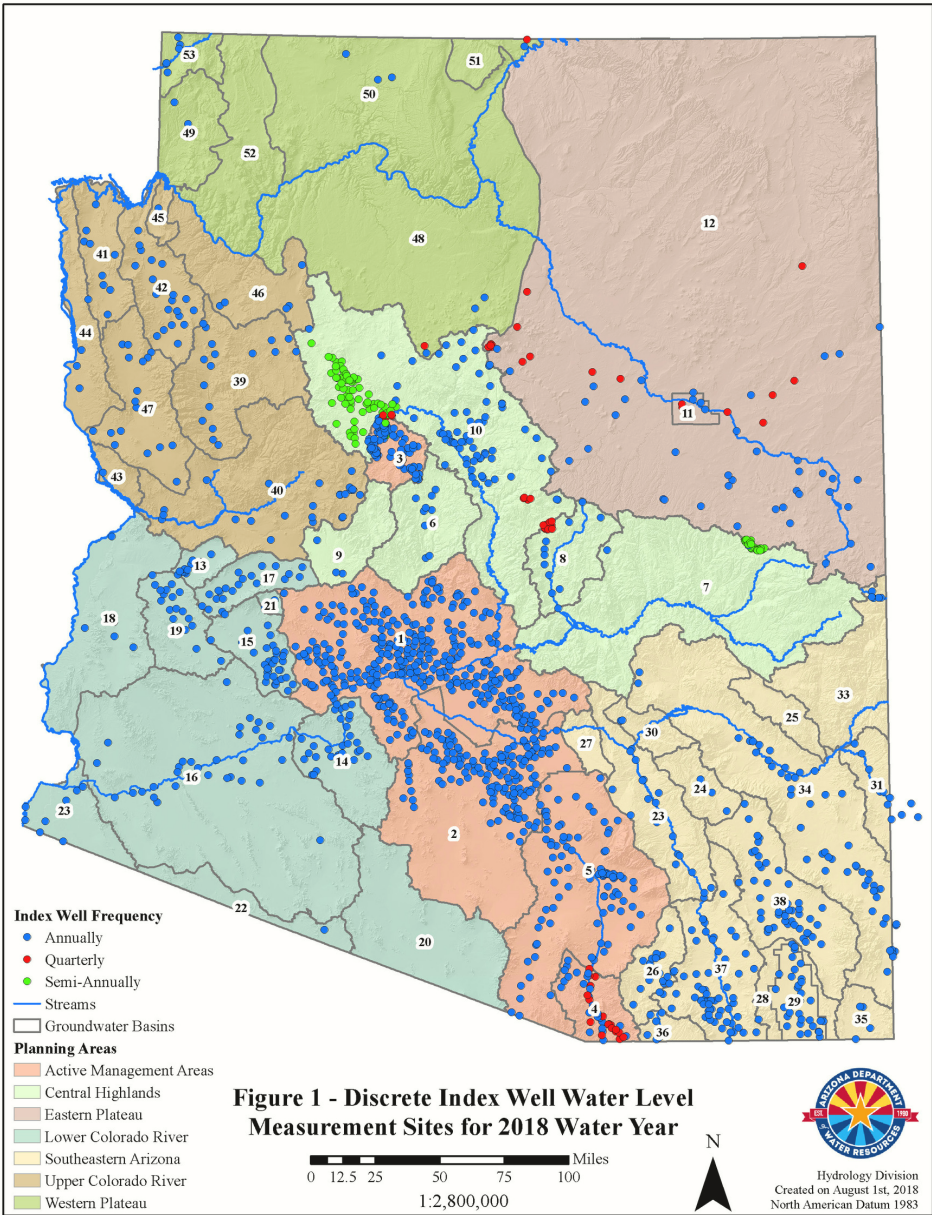 53
51
50
49
52
12
45
48
41
42
46
44
39
47
11
10
3
43
40
6
9
8
13
17
7
18
21
19
15
1
33
25
30
27
14
16
24
34
31
23
23
2
5
38
22
20
26
37
4
28
29
35
36
Index Well Frequency
Annually
Quarterly
Semi-Annually
Streams
Groundwater Basins
Planning Areas
Active Management Areas
Central Highlands
Eastern Plateau
Lower Colorado River
Southeastern Arizona
Upper Colorado River
Western Plateau
Figure 1 - Discrete Index Well Water Level
Measurement Sites for 2018 Water Year
Miles
0 12.5 25 50 75 100
1:2,800,000
N
ARIZONA DEPARTMENT
EST. 1980
of WATER RESOURCES
Hydrology Division
Created on August 1st, 2018
North American Datum 1983